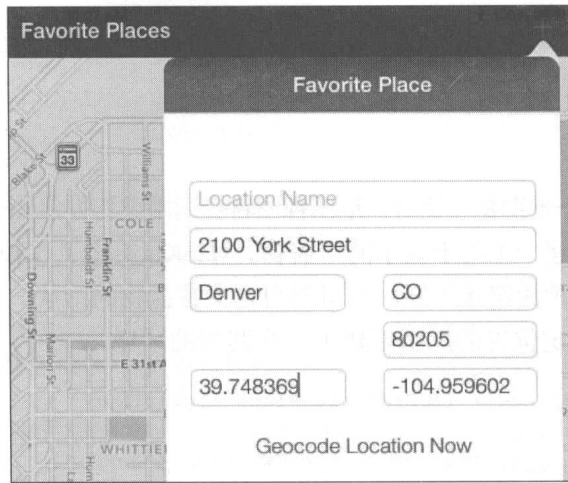 Favorite Places
+
Favorite Place
Location Name
2100 York Street
Denver
CO
80205
39.748369
-104.959602
Geocode Location Now
33
Blake St
Williams St
COLE
Humboldt St
Franklin St
Downing St
Marion St
E 31st A
WHITTIE
Hum